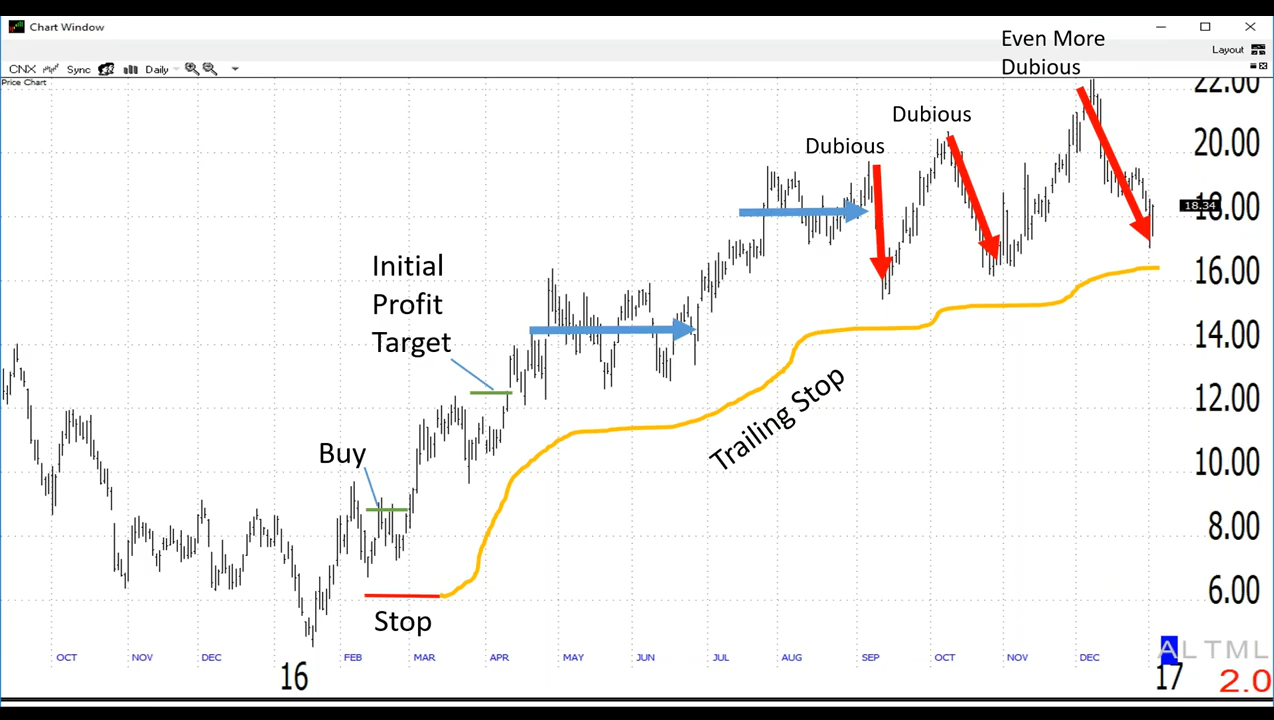 Chart Window
Even More
Dubious
Layout
CNX
Sync
Daily
Price Chart
22.00
Dubious
Dubious
20.00
18.00
18.34
Initial
Profit
Target
16.00
14.00
12.00
Trailing Stop
Buy
10.00
8.00
6.00
Stop
OCT
NOV
DEC
FEB
MAR
APR
MAY
JUN
JUL
AUG
SEP
OCT
NOV
DEC
16
17
ALTML
2.0